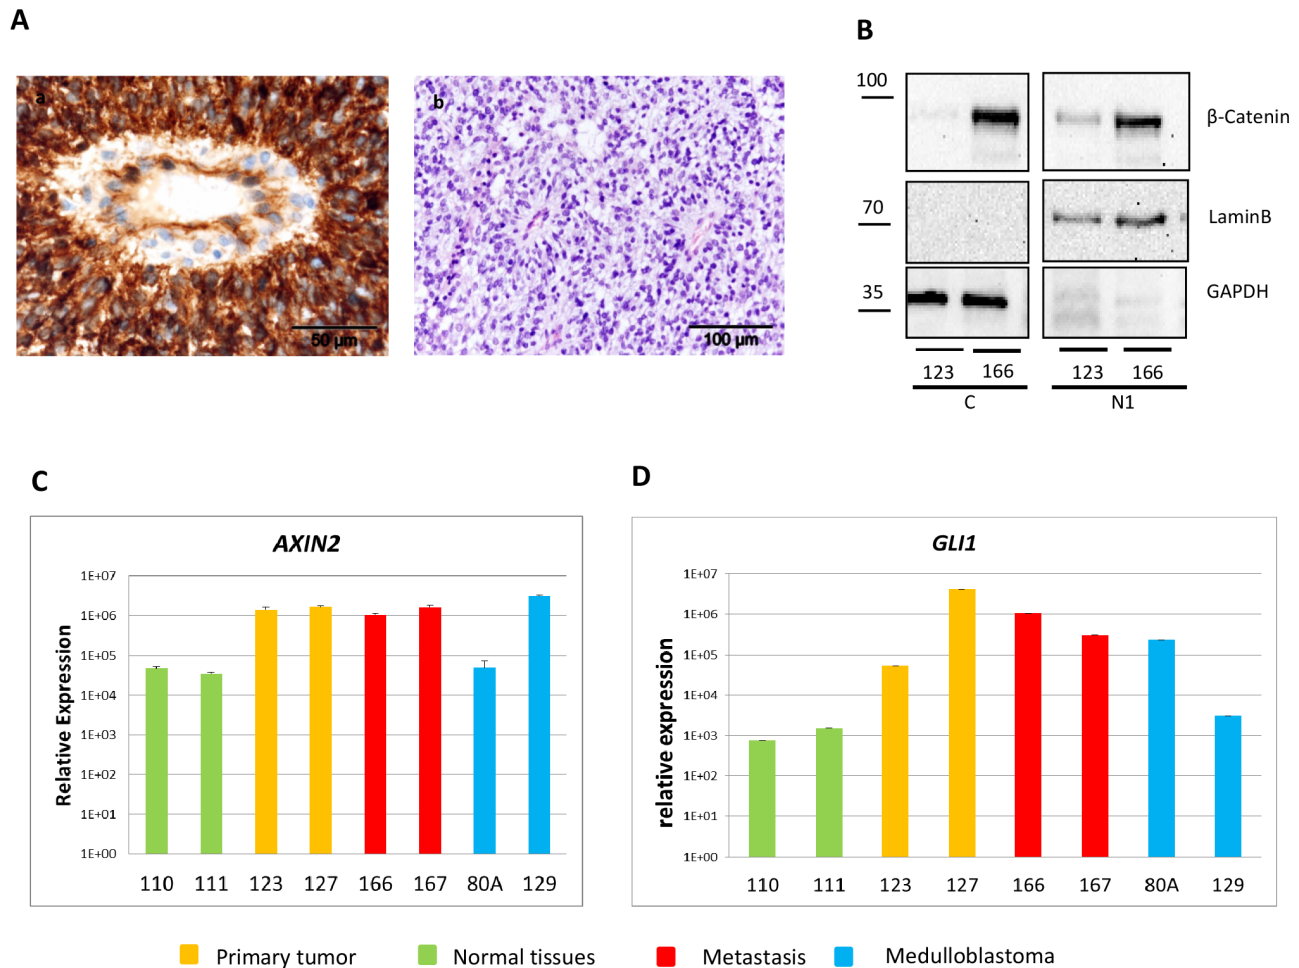 A
B
a
b
50 µm
100 µm
100
70
35
β-Catenin
LaminB
GAPDH
123 166 123 166
C N1
C
D
AXIN2
Relative Expression
1E+07
1E+06
1E+05
1E+04
1E+03
1E+02
1E+01
1E+00
110 111 123 127 166 167 80A 129
GLI1
relative expression
1E+07
1E+06
1E+05
1E+04
1E+03
1E+02
1E+01
1E+00
110 111 123 127 166 167 80A 129
Primary tumor Normal tissues Metastasis Medulloblastoma